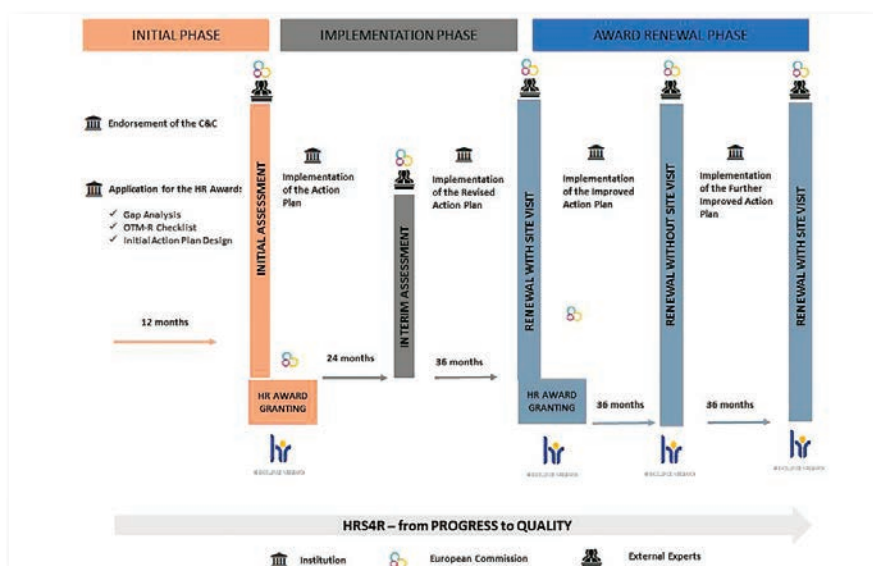 INITIAL PHASE
IMPLEMENTATION PHASE
AWARD RENEWAL PHASE
Endorsement of the C&C
Application for the HR Award:
✓ Gap Analysis
✓ OTM-R Checklist
✓ Initial Action Plan Design
12 months
INITIAL ASSESSMENT
HR AWARD
GRANTING
hr
Implementation
of the Action
Plan
24 months
INTERIM ASSESSMENT
Implementation
of the Revised
Action Plan
36 months
RENEWAL WITH SITE VISIT
HR AWARD
GRANTING
hr
Implementation
of the Improved
Action Plan
36 months
RENEWAL WITHOUT SITE VISIT
hr
Implementation
of the Further
Improved Action
Plan
36 months
RENEWAL WITH SITE VISIT
hr
HRS4R – from PROGRESS to QUALITY
Institution
European Commission
External Experts